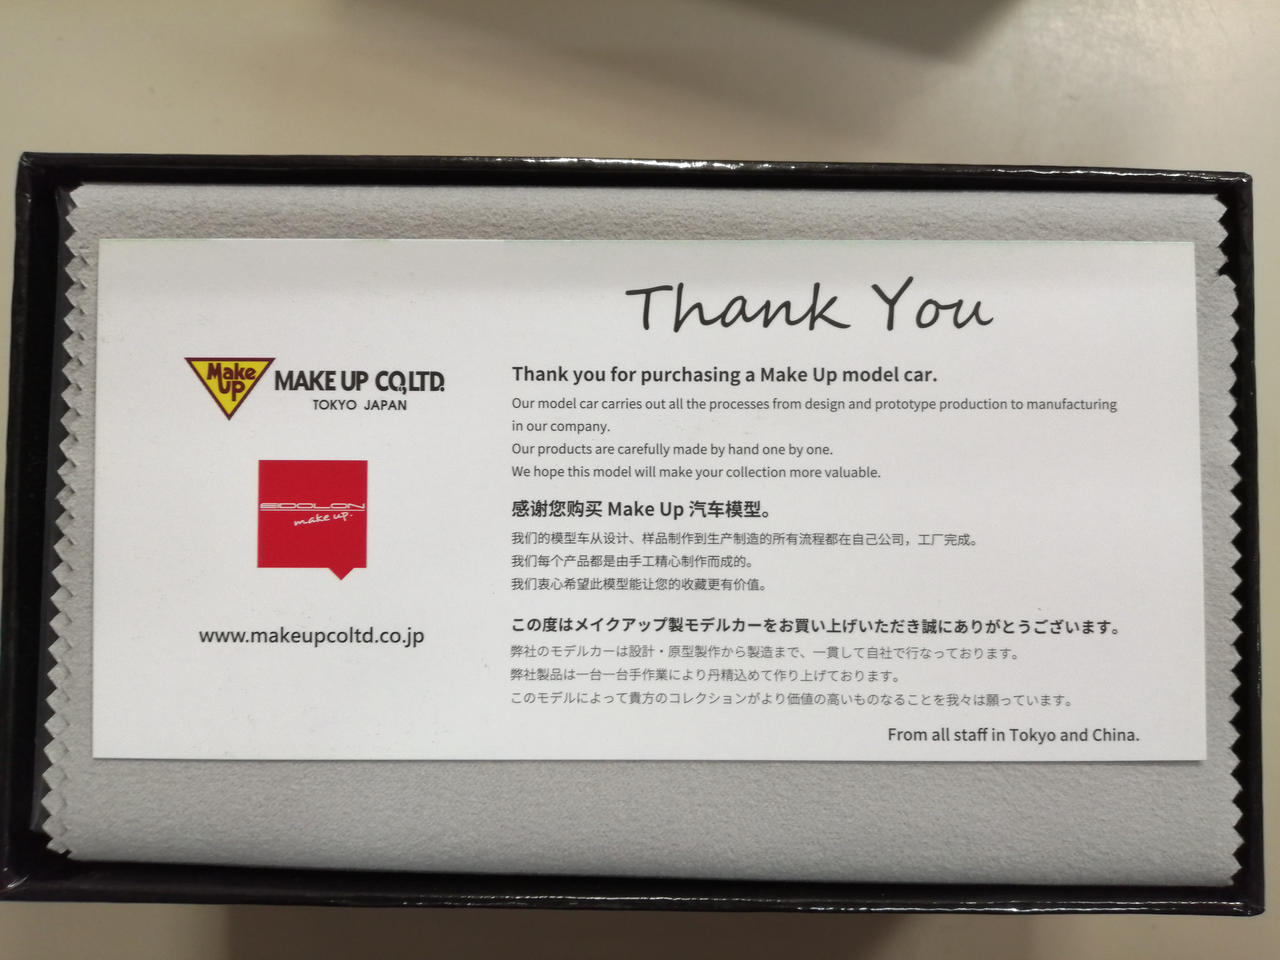 Thank You
Make Up
MAKE UP CO.,LTD.
TOKYO JAPAN
EIDOLON
make up.
www.makeupcoltd.co.jp
Thank you for purchasing a Make Up model car.
Our model car carries out all the processes from design and prototype production to manufacturing
in our company.
Our products are carefully made by hand one by one.
We hope this model will make your collection more valuable.
感谢您购买 Make Up 汽车模型。
我们的模型车从设计、样品制作到生产制造的所有流程都在自己公司，工厂完成。
我们每个产品都是由手工精心制作而成的。
我们衷心希望此模型能让您的收藏更有价值。
この度はメイクアップ製モデルカーをお買い上げいただき誠にありがとうございます。
弊社のモデルカーは設計・原型製作から製造まで、一貫して自社で行なっております。
弊社製品は一台一台手作業により丹精込めて作り上げております。
このモデルによって貴方のコレクションがより価値の高いものなることを我々は願っています。
From all staff in Tokyo and China.